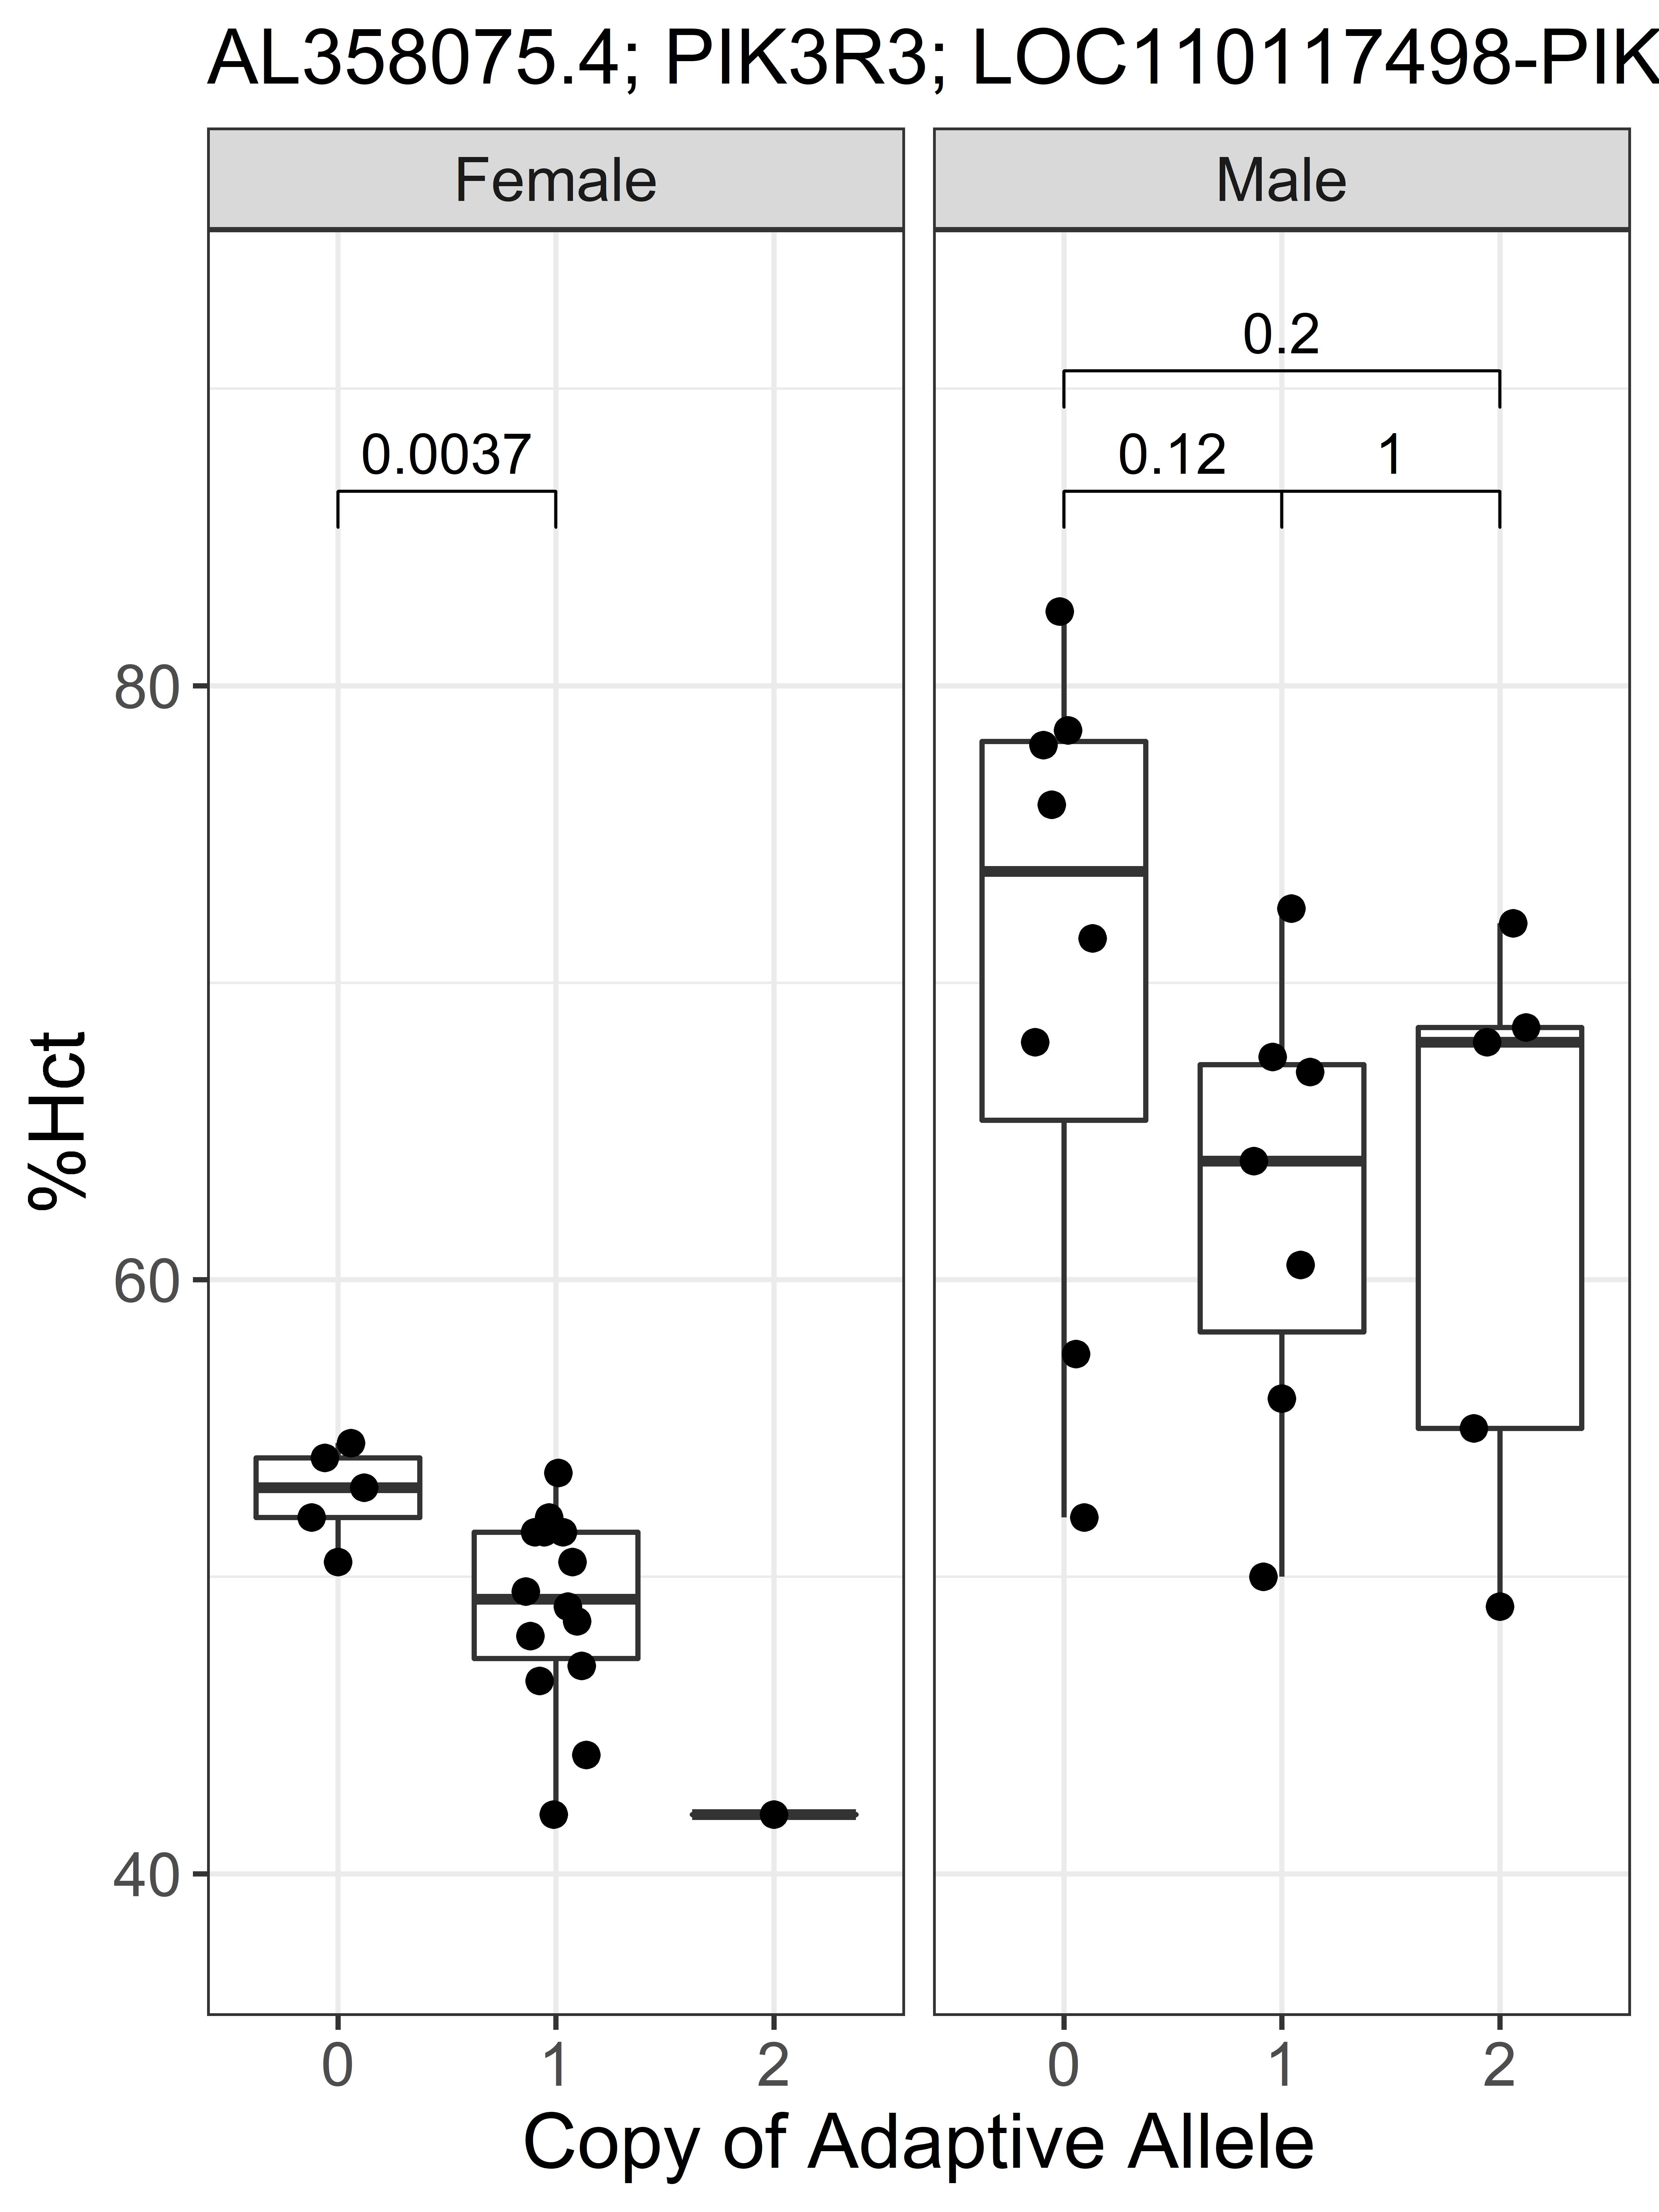 AL358075.4; PIK3R3; LOC110117498-PIK
Female
Male
0.2
0.0037
0.12
1
80
60
40
%Hct
0
1
2
0
1
2
Copy of Adaptive Allele